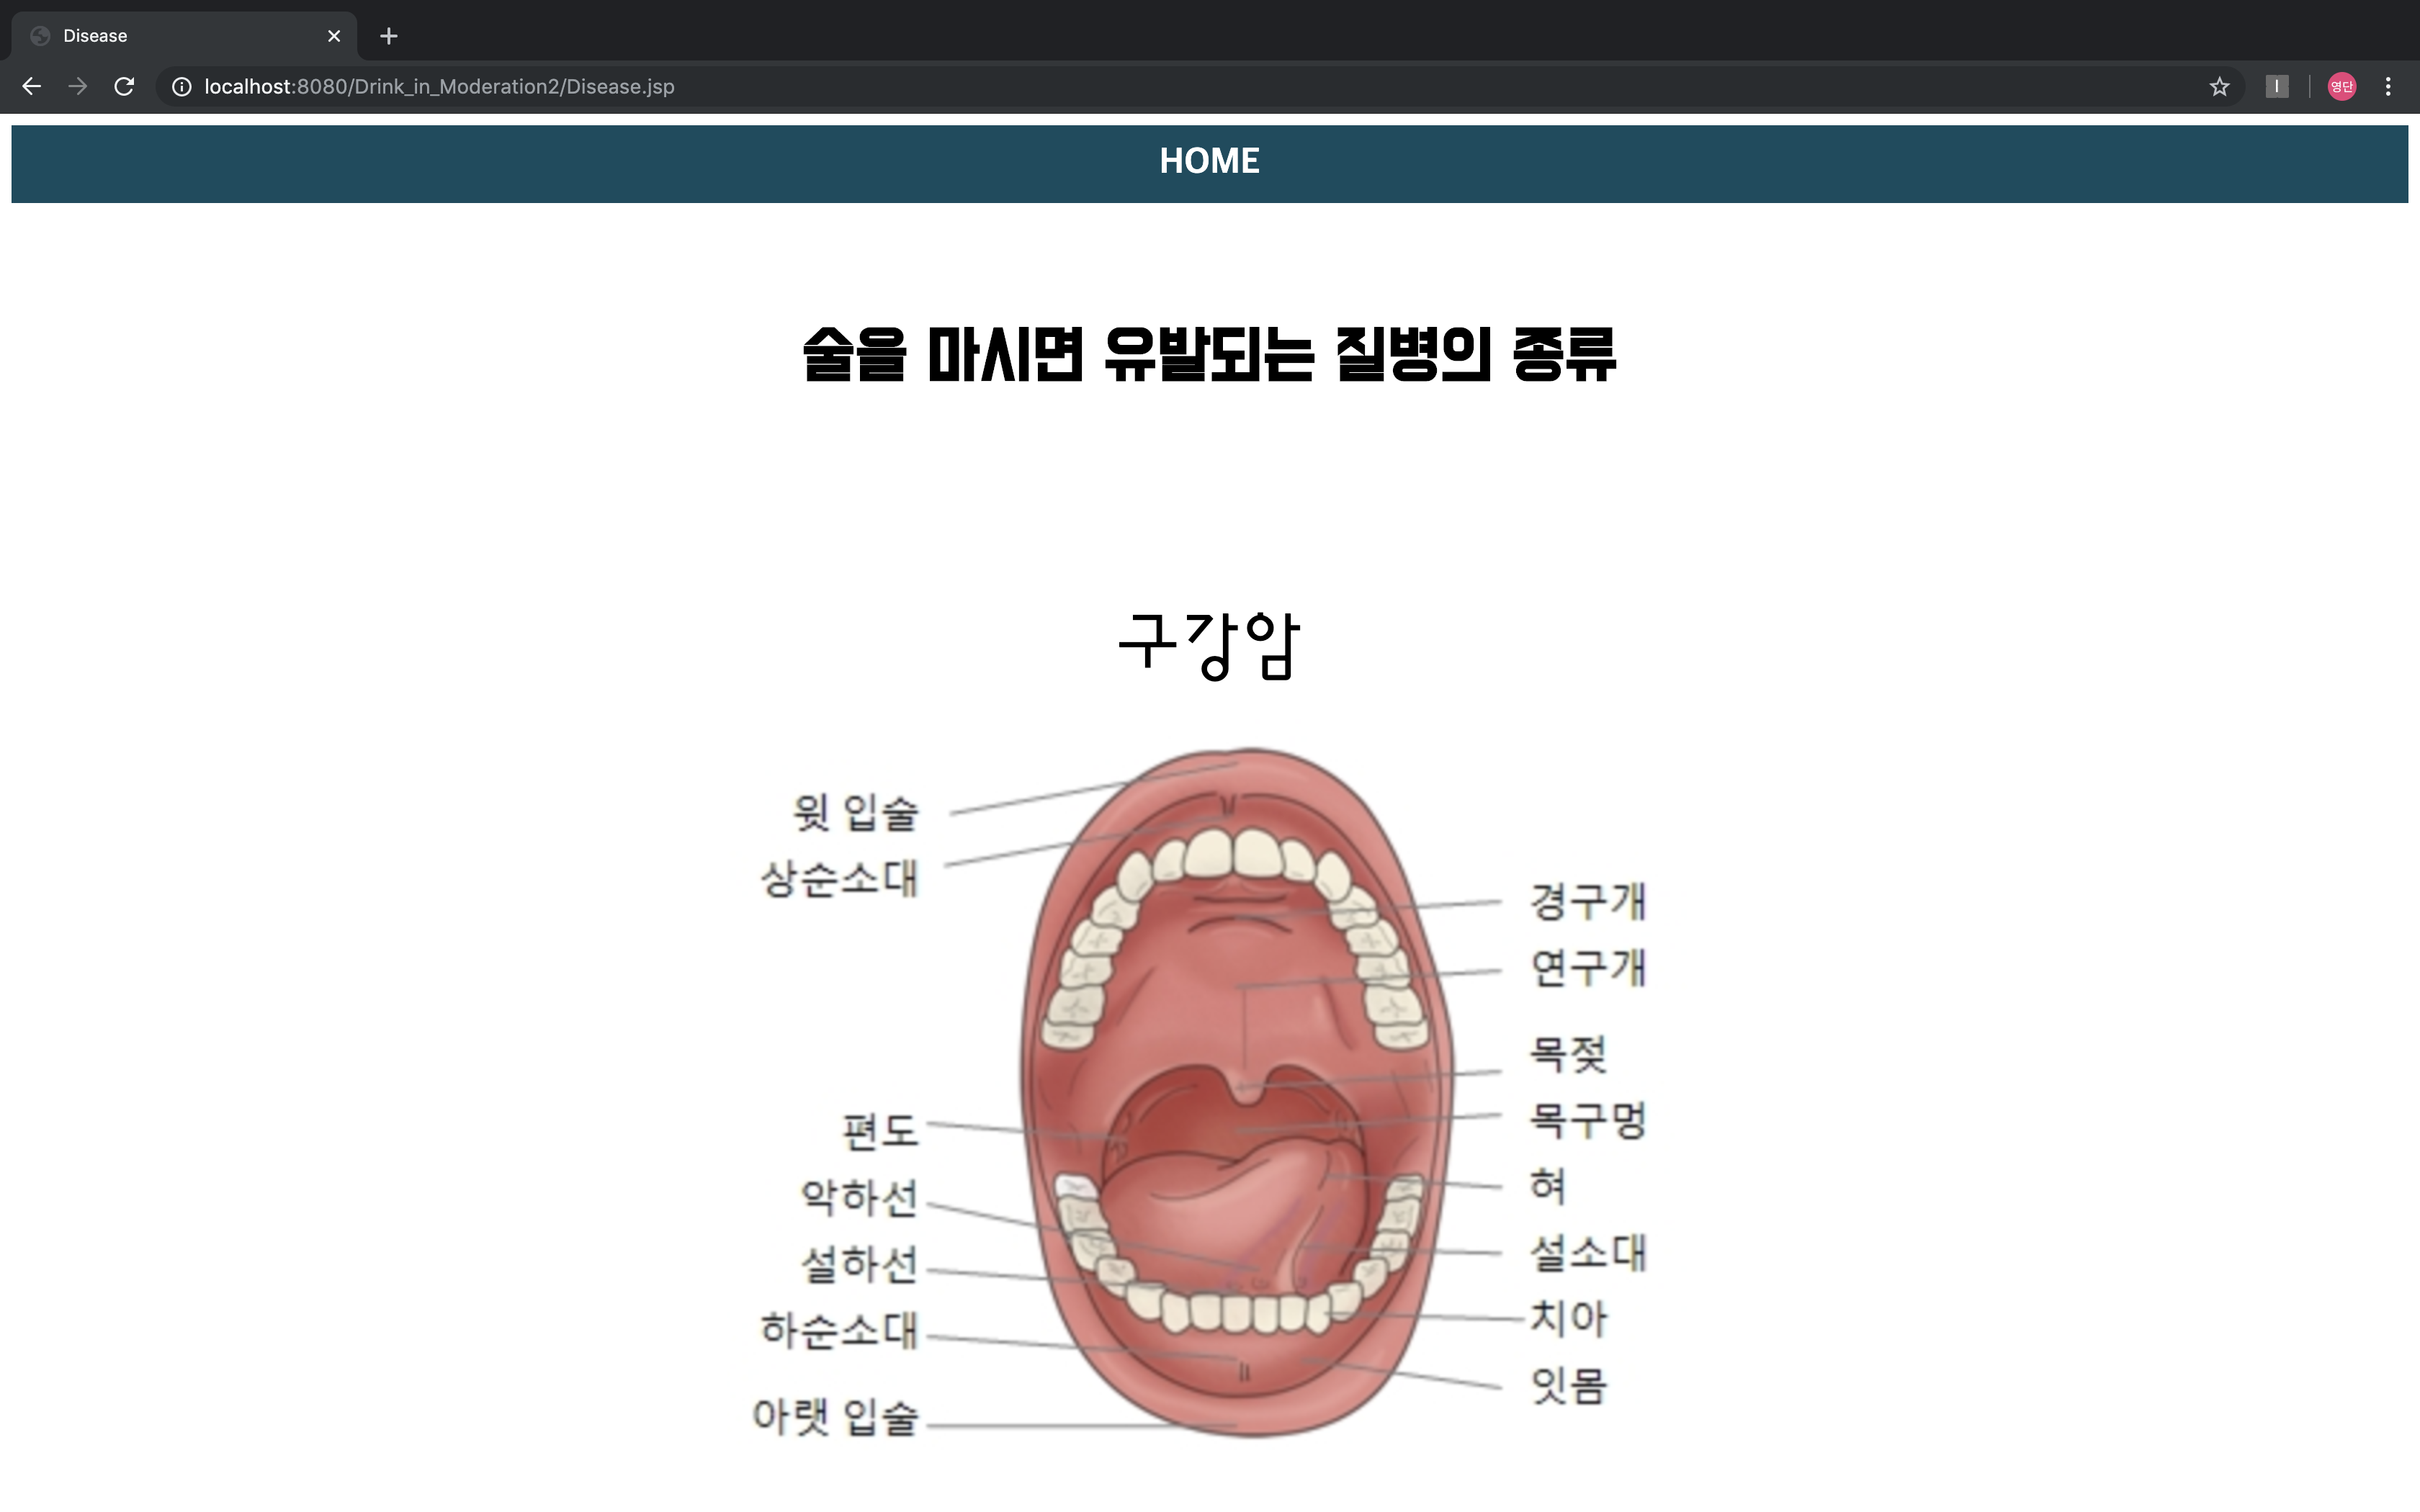 Disease
localhost:8080/Drink_in_Moderation2/Disease.jsp
영단
HOME
술을 마시면 유발되는 질병의 종류
구강암
윗 입술
상순소대
편도
악하선
설하선
하순소대
아랫 입술
경구개
연구개
목젖
목구멍
혀
설소대
치아
잇몸